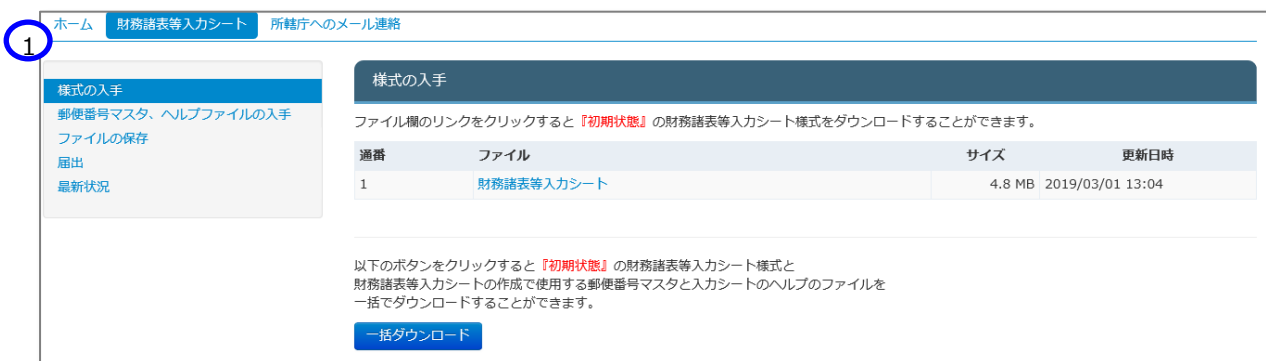 ホーム 財務諸表等入力シート 所轄庁へのメール連絡
1
様式の入手
郵便番号マスタ、ヘルプファイルの入手
ファイルの保存
届出
最新状況
様式の入手
ファイル欄のリンクをクリックすると『初期状態』の財務諸表等入力シート様式をダウンロードすることができます。
通番 ファイル サイズ 更新日時
1 財務諸表等入力シート 4.8 MB 2019/03/01 13:04
以下のボタンをクリックすると『初期状態』の財務諸表等入力シート様式と
財務諸表等入力シートの作成で使用する郵便番号マスタと入力シートのヘルプのファイルを
一括でダウンロードすることができます。
一括ダウンロード